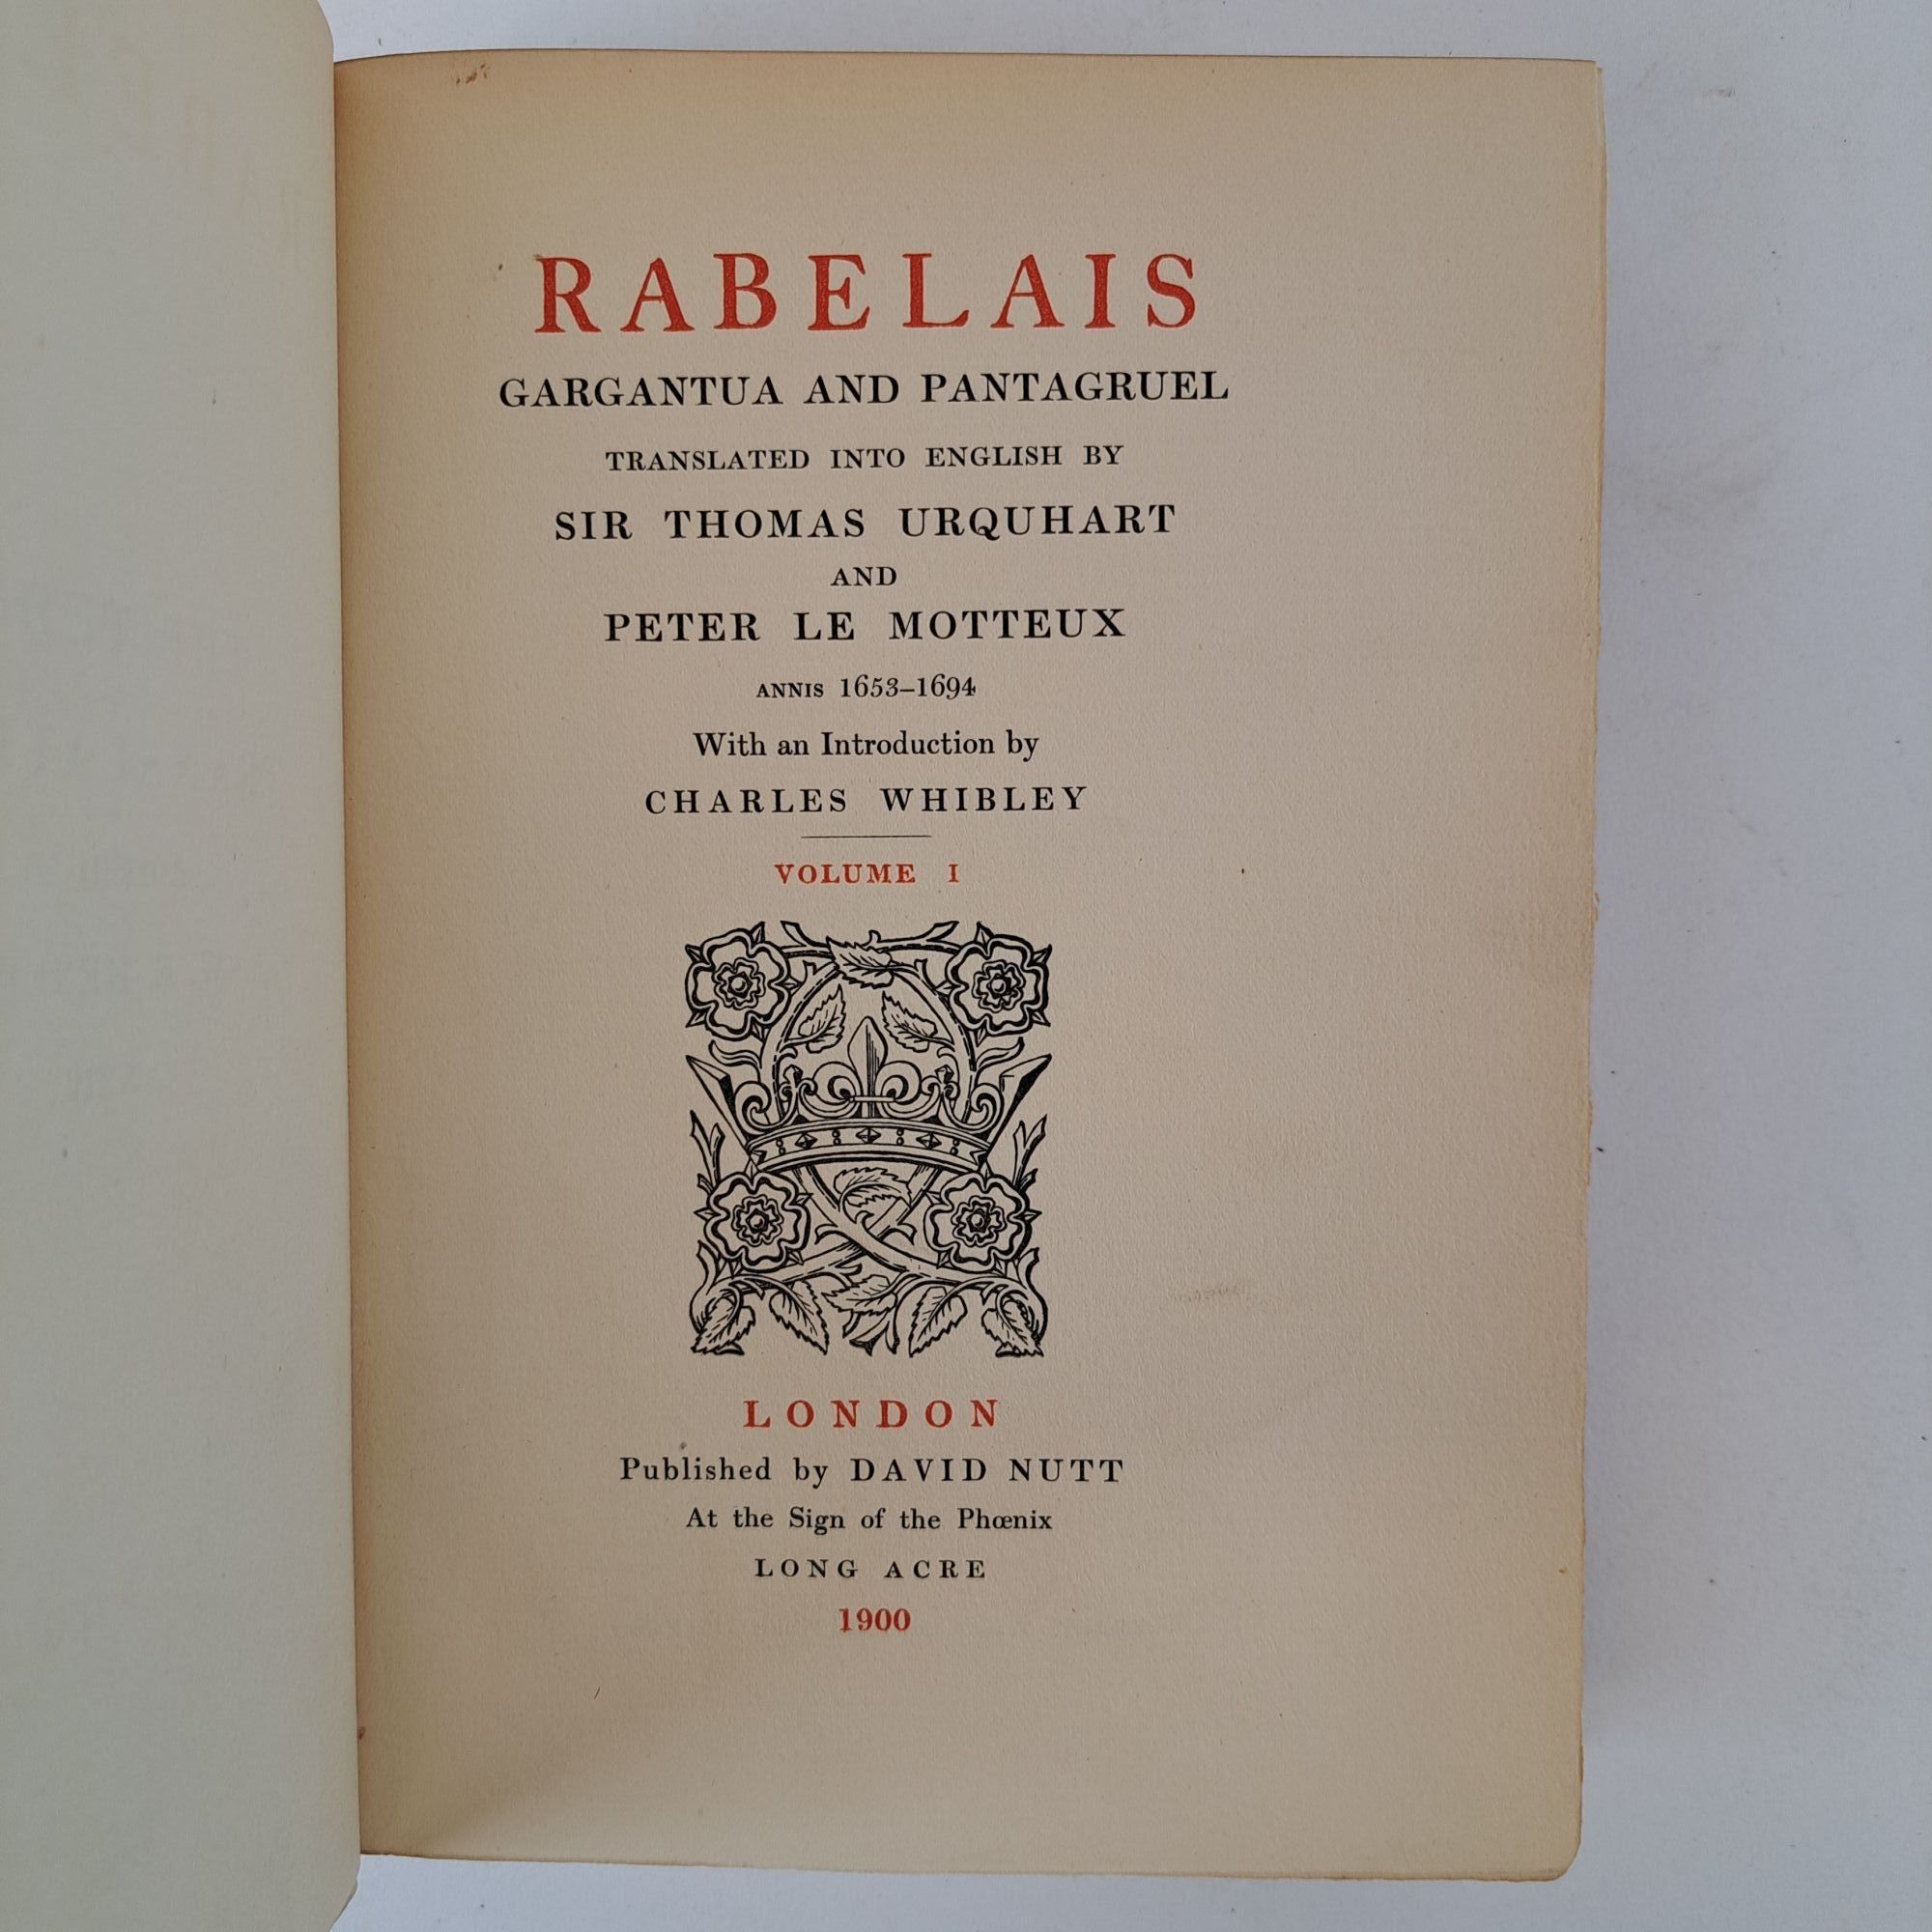 RABELAIS
GARGANTUA AND PANTAGRUEL
TRANSLATED INTO ENGLISH BY
SIR THOMAS URQUHART
AND
PETER LE MOTTEUX
ANNIS 1653–1694
With an Introduction by
CHARLES WHIBLEY
VOLUME I
LONDON
Published by DAVID NUTT
At the Sign of the Phœnix
LONG ACRE
1900